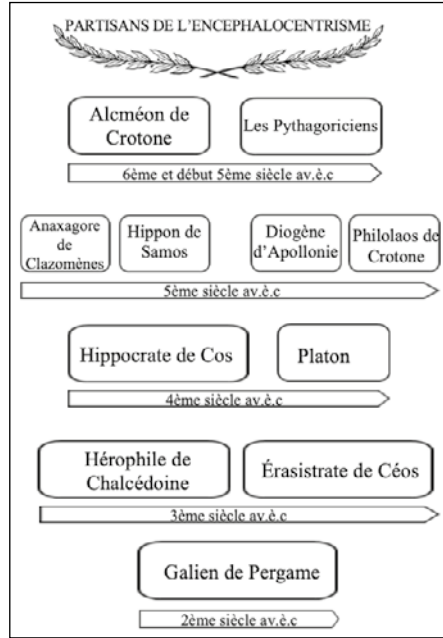 PARTISANS DE L'ENCEPHALOCENTRISME
Alcméon de
Crotone
Les Pythagoriciens
6ème et début 5ème siècle av.è.c
Anaxagore
de
Clazomènes
Hippon de
Samos
Diogène
d'Apollonie
Philolaos de
Crotone
5ème siècle av.è.c
Hippocrate de Cos
Platon
4ème siècle av.è.c
Hérophile de
Chalcédoine
Érasistrate de Céos
3ème siècle av.è.c
Galien de Pergame
2ème siècle av.è.c